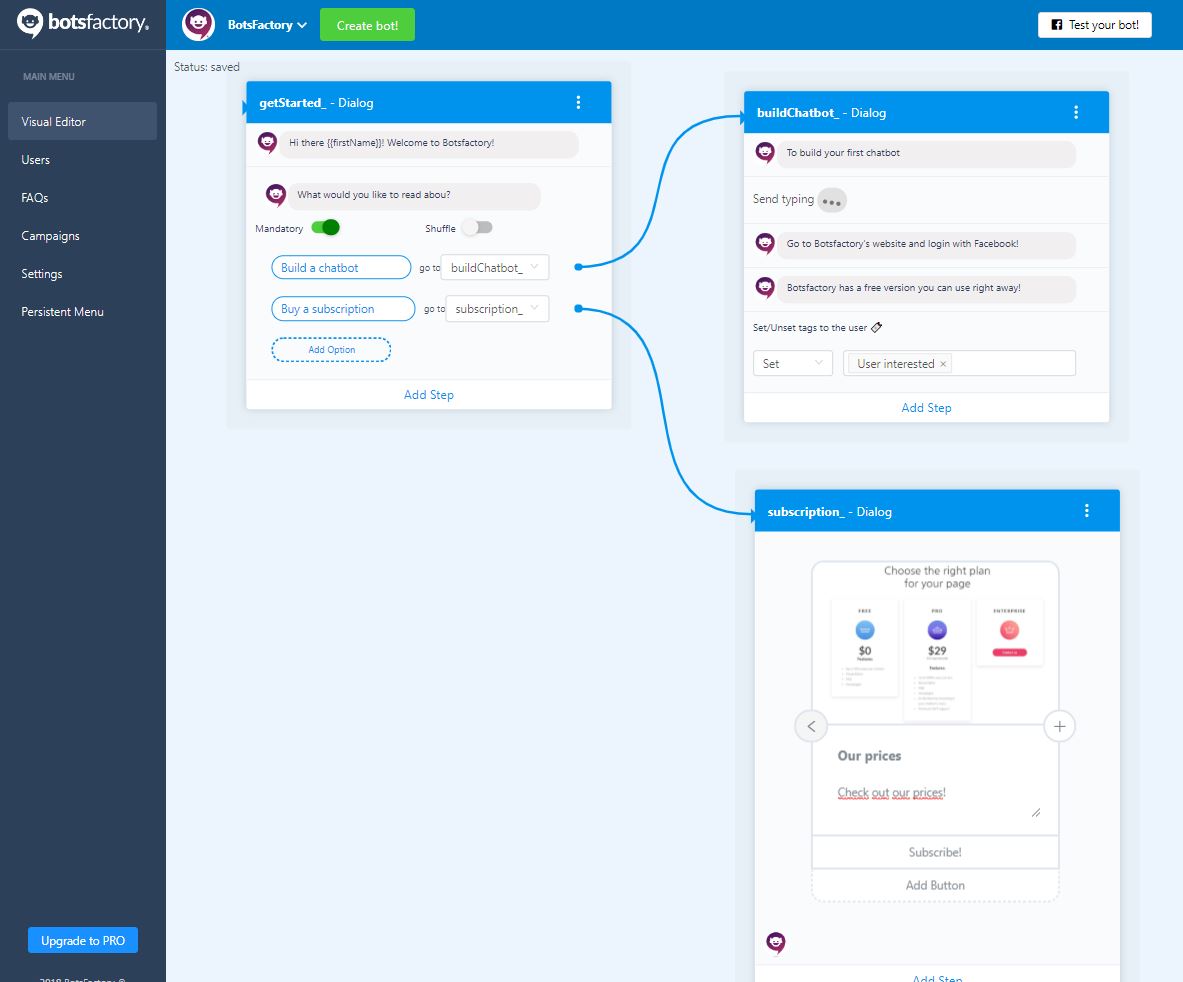 botsfactory.
BotsFactory
Create bot!
Test your bot!
MAIN MENU
Visual Editor
Users
FAQs
Campaigns
Settings
Persistent Menu
Upgrade to PRO
2018 BotsFactory ©
Status: saved
getStarted_ - Dialog
Hi there {{firstName}}! Welcome to Botsfactory!
What would you like to read abou?
Mandatory
Shuffle
Build a chatbot
go to
buildChatbot_
Buy a subscription
go to
subscription_
Add Option
Add Step
buildChatbot_ - Dialog
To build your first chatbot
Send typing
Go to Botsfactory's website and login with Facebook!
Botsfactory has a free version you can use right away!
Set/Unset tags to the user
Set
User interested ×
Add Step
subscription_ - Dialog
Choose the right plan
for your page
FREE
$0
Features
PRO
$29
Features
ENTERPRISE
Our prices
Check out our prices!
Subscribe!
Add Button
Add Step